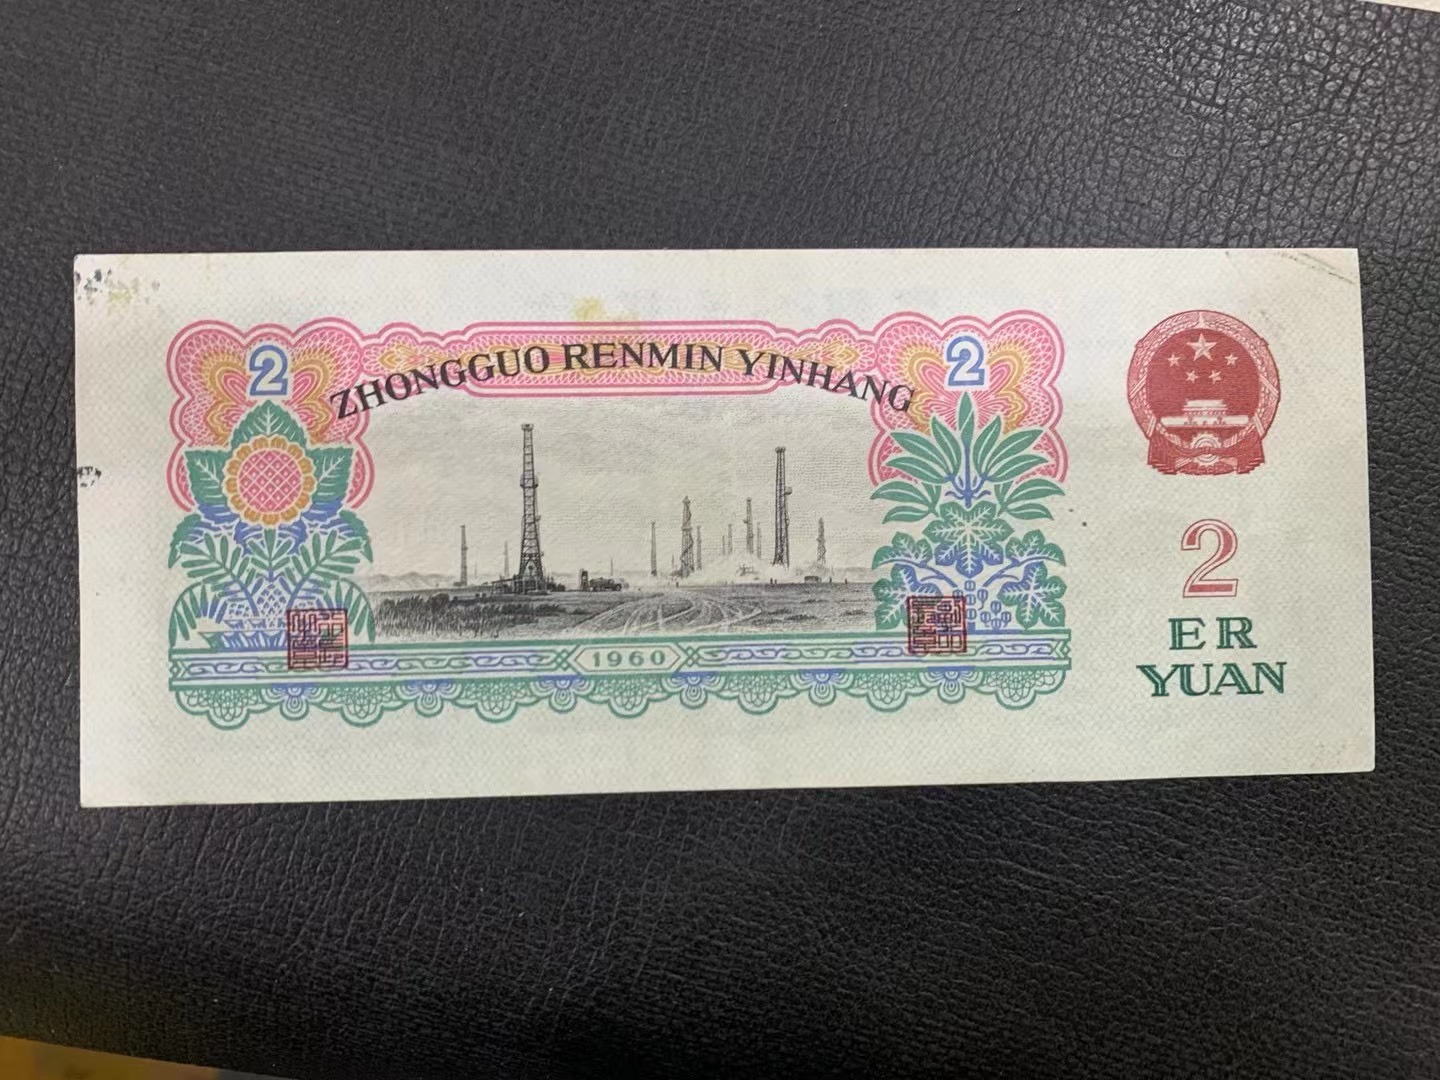 2
ZHONGGUO RENMIN YINHANG
2
1960
2
ER
YUAN